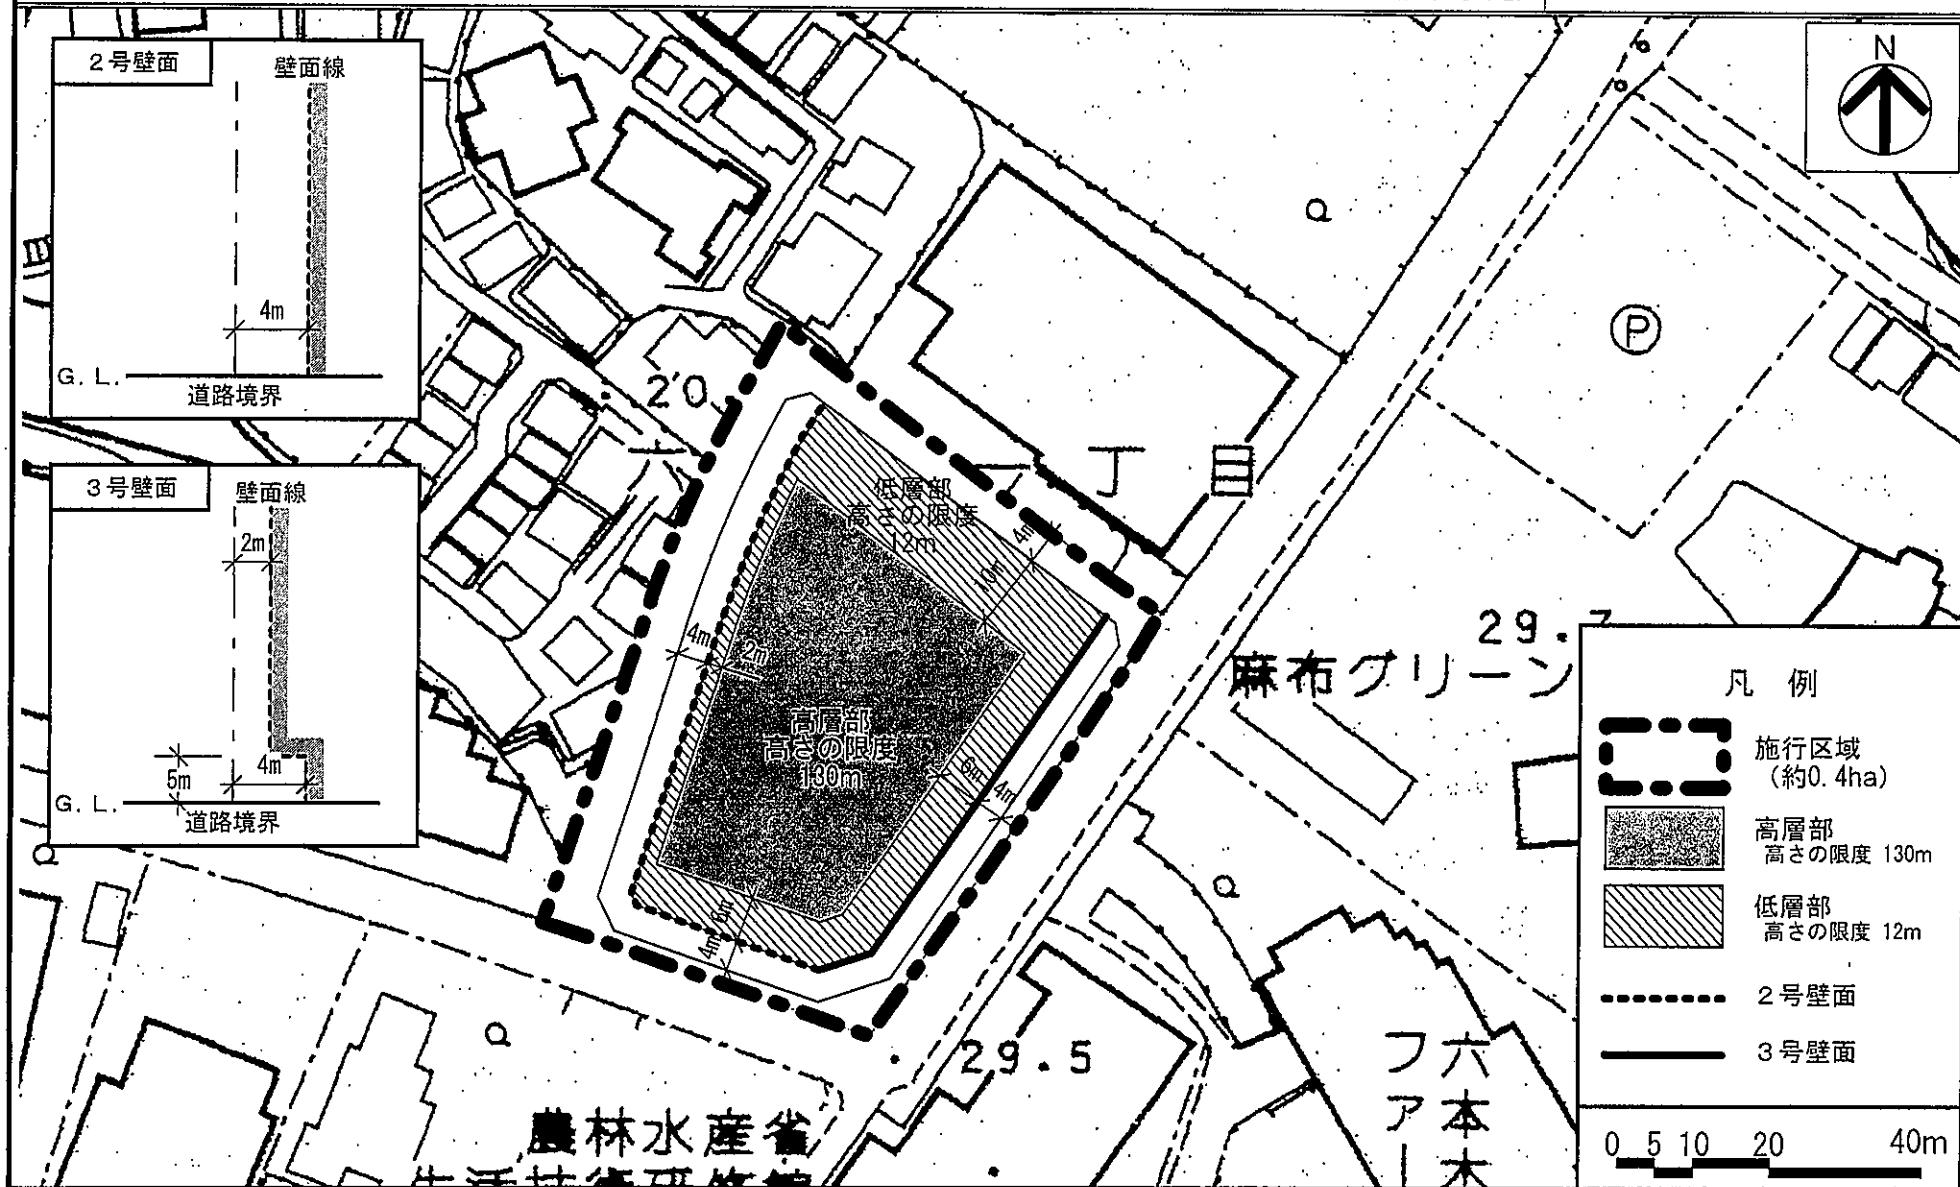 2号壁面
壁面線
4m
G.L.
道路境界
3号壁面
壁面線
2m
4m
5m
G.L.
道路境界
N
P
20
六
一丁目
低層部
高さの限度
12m
4m
10m
4m
2m
高層部
高さの限度
130m
6m
4m
6m
4m
29.7
麻布グリーン
29.5
農林水産省
六本木
ファー
凡 例
施行区域
(約0.4ha)
高層部
高さの限度 130m
低層部
高さの限度 12m
2号壁面
3号壁面
0 5 10 20 40m